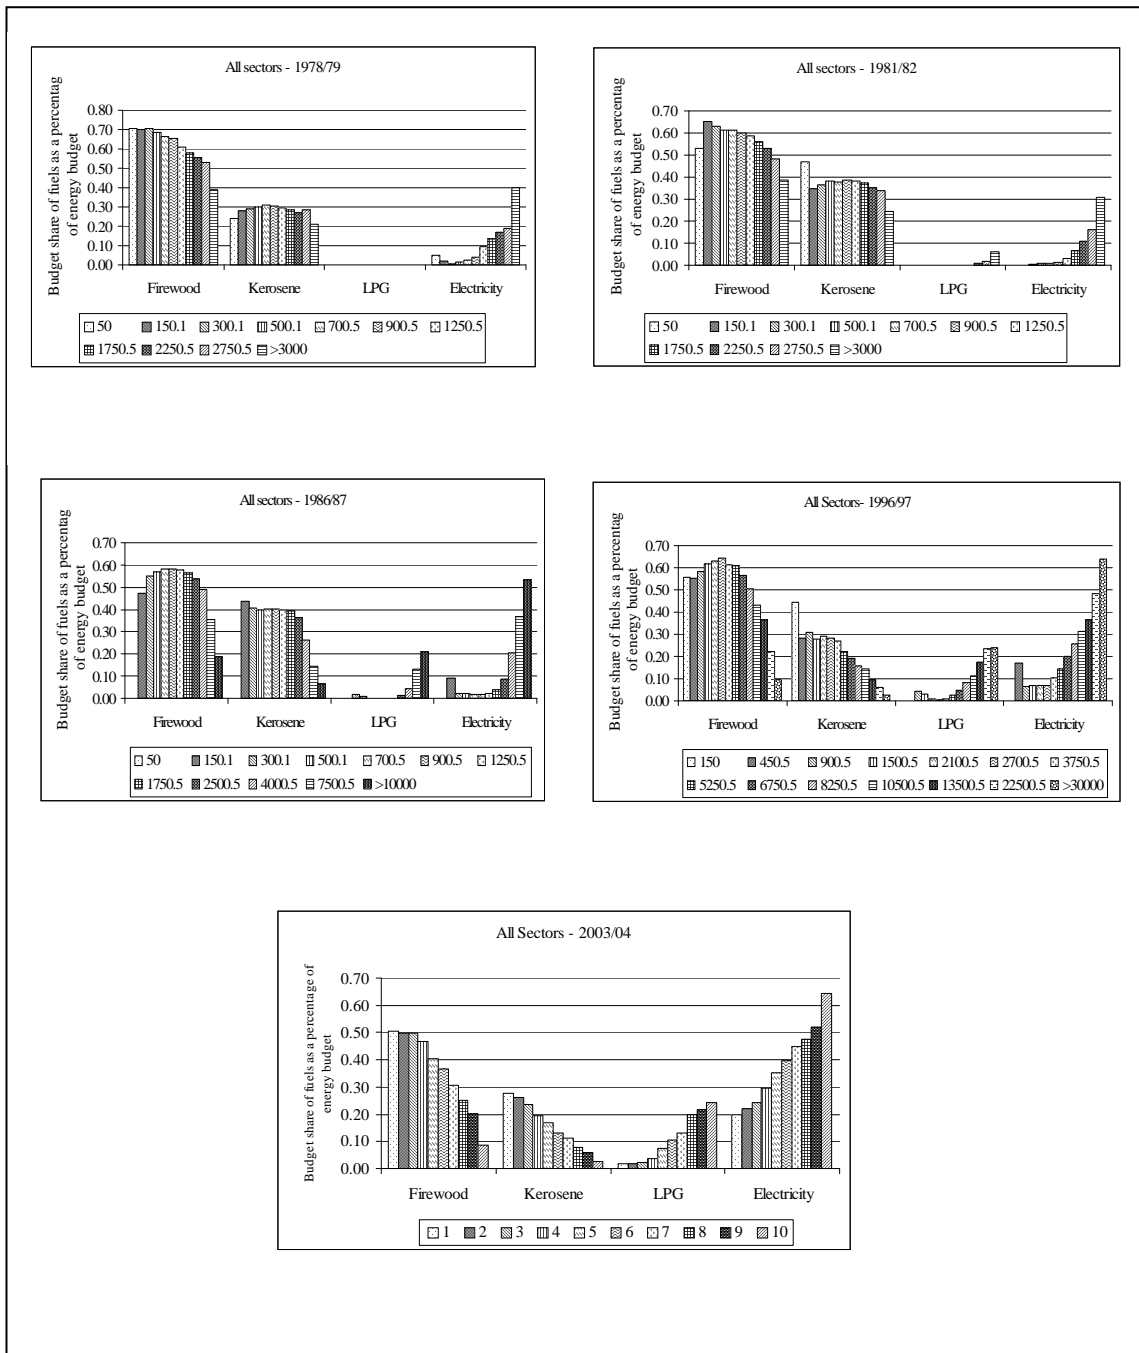 All sectors - 1978/79
Budget share of fuels as a percentag
of energy budget
0.80
0.70
0.60
0.50
0.40
0.30
0.20
0.10
0.00
Firewood Kerosene LPG Electricity
50 150.1 300.1 500.1 700.5 900.5 1250.5
1750.5 2250.5 2750.5 >3000
All sectors - 1981/82
Budget share of fuels as a percentag
of energy budget
0.70
0.60
0.50
0.40
0.30
0.20
0.10
0.00
Firewood Kerosene LPG Electricity
50 150.1 300.1 500.1 700.5 900.5 1250.5
1750.5 2250.5 2750.5 >3000
All sectors - 1986/87
Budget share of fuels as a percentag
of energy budget
0.70
0.60
0.50
0.40
0.30
0.20
0.10
0.00
Firewood Kerosene LPG Electricity
50 150.1 300.1 500.1 700.5 900.5 1250.5
1750.5 2500.5 4000.5 7500.5 >10000
All Sectors- 1996/97
Budget share of fuels as a percentag
of energy budget
0.70
0.60
0.50
0.40
0.30
0.20
0.10
0.00
Firewood Kerosene LPG Electricity
150 450.5 900.5 1500.5 2100.5 2700.5 3750.5
5250.5 6750.5 8250.5 10500.5 13500.5 22500.5 >30000
All Sectors - 2003/04
Budget share of fuels as a percentage of
energy budget
0.70
0.60
0.50
0.40
0.30
0.20
0.10
0.00
Firewood Kerosene LPG Electricity
1 2 3 4 5 6 7 8 9 10